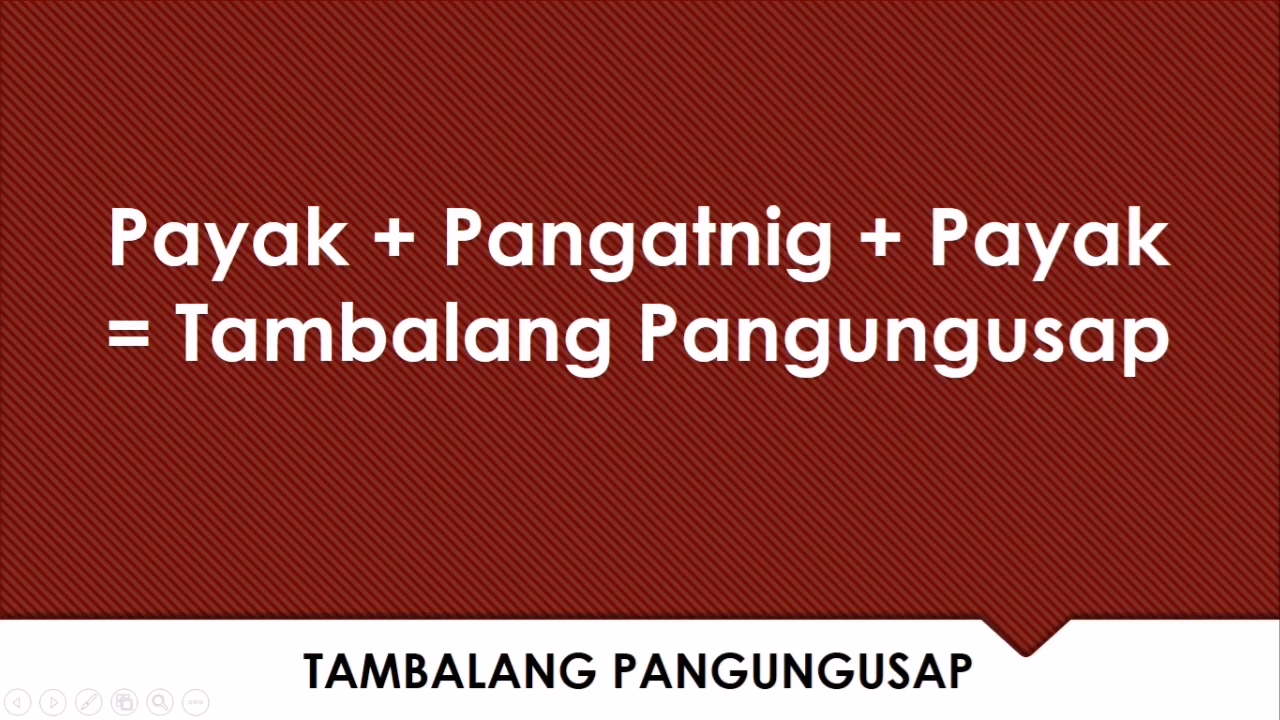 Payak + Pangatnig + Payak
= Tambalang Pangungusap
TAMBALANG PANGUNGUSAP